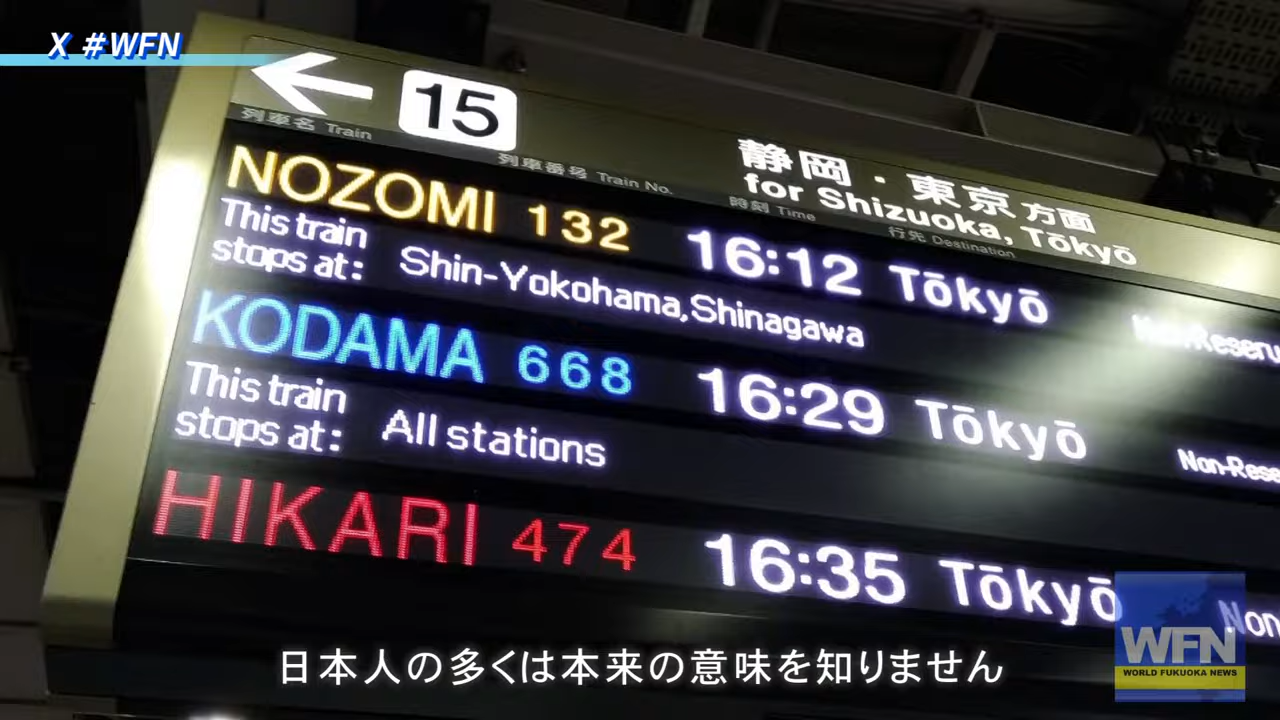 X #WFN
15
列車名 Train
列車番号 Train No.
静岡・東京方面
for Shizuoka, Tōkyō
時刻 Time
行先 Destination
NOZOMI 132 16:12 Tōkyō
This train
stops at:
Shin-Yokohama,Shinagawa
KODAMA 668 16:29 Tōkyō
This train
stops at:
All stations
HIKARI 474 16:35 Tōkyō
日本人の多くは本来の意味を知りません
WFN
WORLD FUKUOKA NEWS